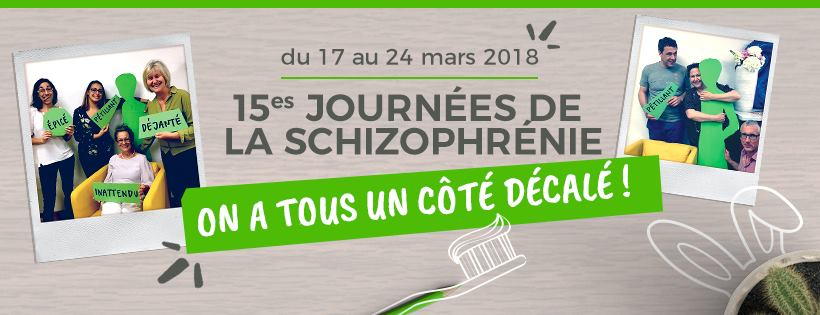 du 17 au 24 mars 2018
15es JOURNÉES DE
LA SCHIZOPHRÉNIE
ON A TOUS UN CÔTÉ DÉCALÉ !
ÉPICÉ
PÉTILLANT
DÉJANTÉ
INATTENDU
PÉTILLANT